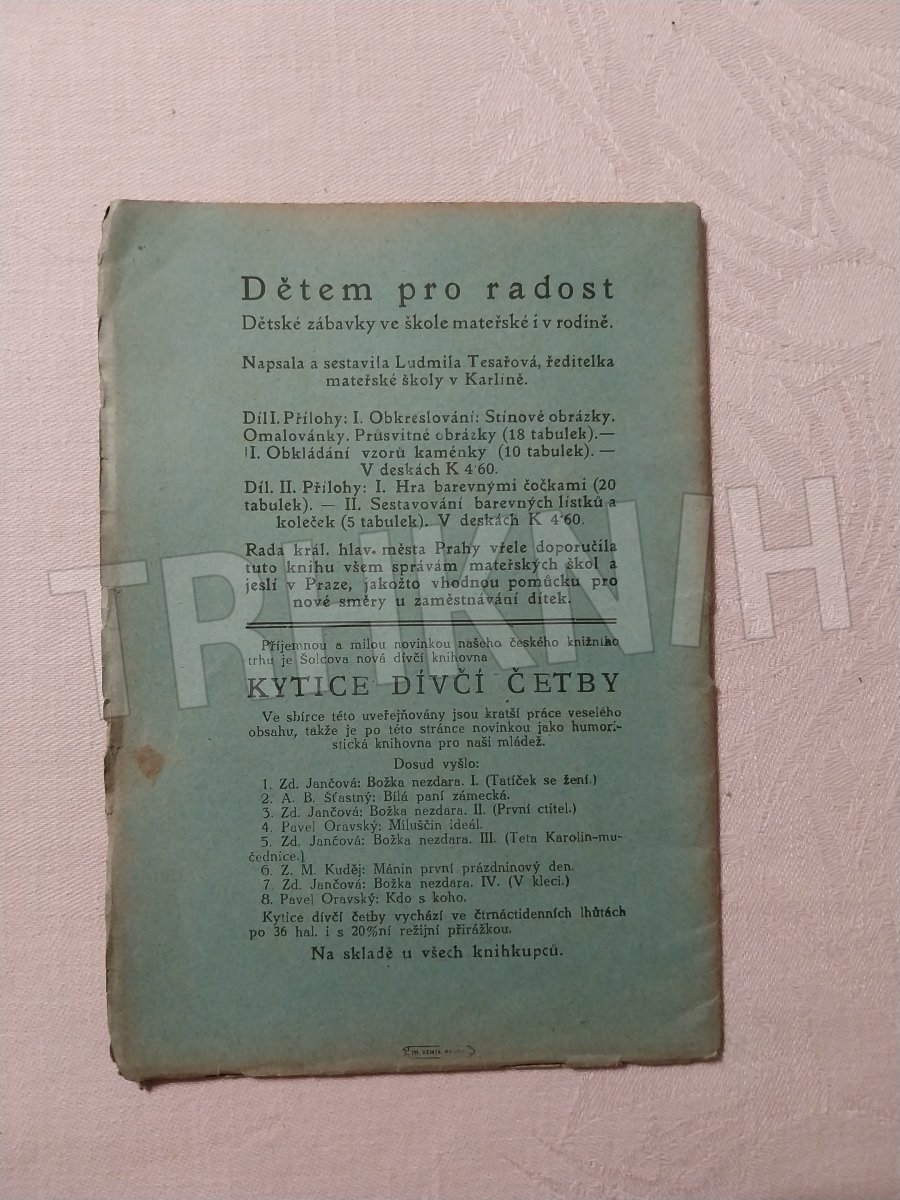 Dětem pro radost
Dětské zábavky ve škole mateřské i v rodině.
Napsala a sestavila Ludmila Tesařová, ředitelka
mateřské školy v Karlíně.
Díl I. Přílohy: I. Obkreslování: Stínové obrázky.
Omalovánky. Průsvitné obrázky (18 tabulek).—
II. Obkládání vzorů kaménky (10 tabulek). —
V deskách K 4·60.
Díl. II. Přílohy: I. Hra barevnými čočkami (20
tabulek). — II. Sestavování barevných lístků a
koleček (5 tabulek). V deskách K 4·60.
Rada král. hlav. města Prahy vřele doporučila
tuto knihu všem správám mateřských škol a
jeslí v Praze, jakožto vhodnou pomůcku pro
nové směry u zaměstnávání dítek.
Příjemnou a milou novinkou našeho českého knižního
trhu je Šolcova nová dívčí knihovna
KYTICE DÍVČÍ ČETBY
Ve sbírce této uveřejňovány jsou kratší práce veselého
obsahu, takže je po této stránce novinkou jako humori-
stická knihovna pro naši mládež.
Dosud vyšlo:
1. Zd. Jančová: Božka nezdara. I. (Tatíček se žení.)
2. A. B. Šťastný: Bílá paní zámecká.
3. Zd. Jančová: Božka nezdara. II. (První ctitel.)
4. Pavel Oravský: Miluščin ideál.
5. Zd. Jančová: Božka nezdara. III. (Teta Karolin-mu-
čednice.)
6. Z. M. Kuděj: Mánin první prázdninový den.
7. Zd. Jančová: Božka nezdara. IV. (V kleci.)
8. Pavel Oravský: Kdo s koho.
Kytice dívčí četby vychází ve čtrnáctidenních lhůtách
po 36 hal. i s 20%ní režijní přirážkou.
Na skladě u všech knihkupců.
TRHKNIH